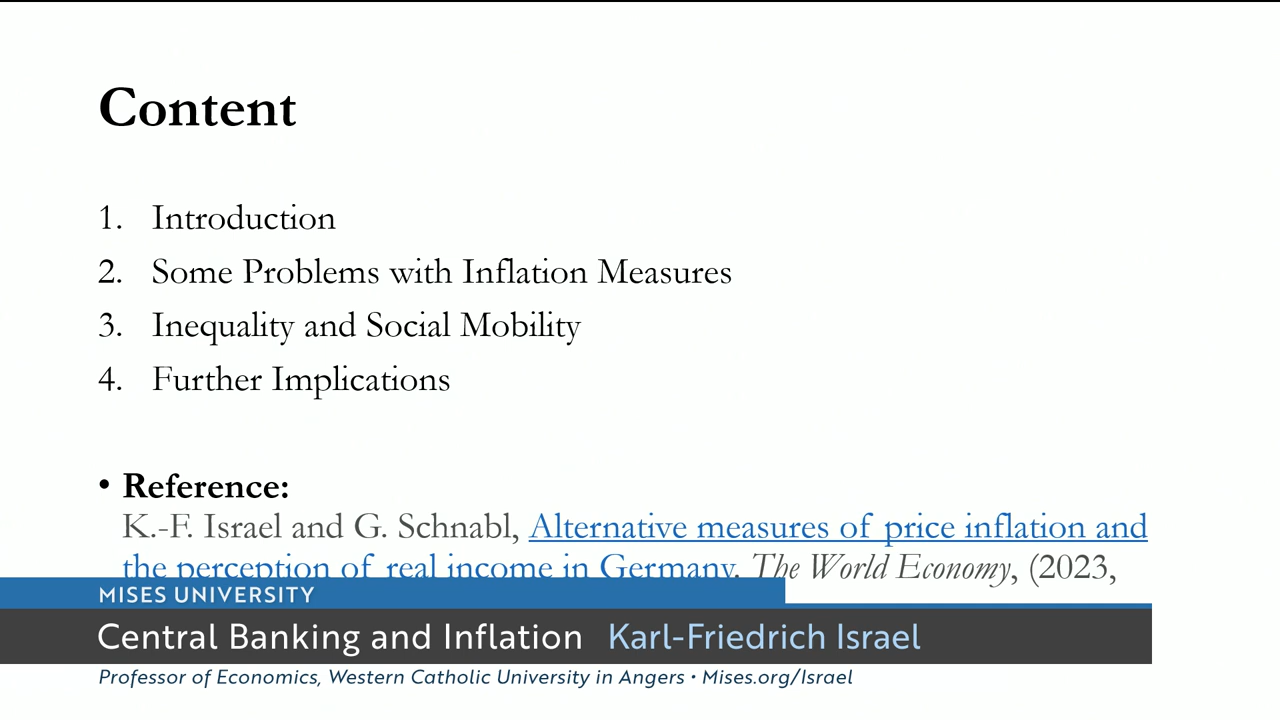 Content
1. Introduction
2. Some Problems with Inflation Measures
3. Inequality and Social Mobility
4. Further Implications
• Reference:
K.-F. Israel and G. Schnabl, Alternative measures of price inflation and
the perception of real income in Germany. The World Economy, (2023,
MISES UNIVERSITY
Central Banking and Inflation Karl-Friedrich Israel
Professor of Economics, Western Catholic University in Angers • Mises.org/Israel